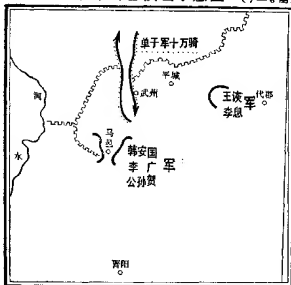 单于军十万骑
平城
武州
王恢
李息
军
代郡
河
水
马邑
韩安国
李广
公孙贺
军
晋阳